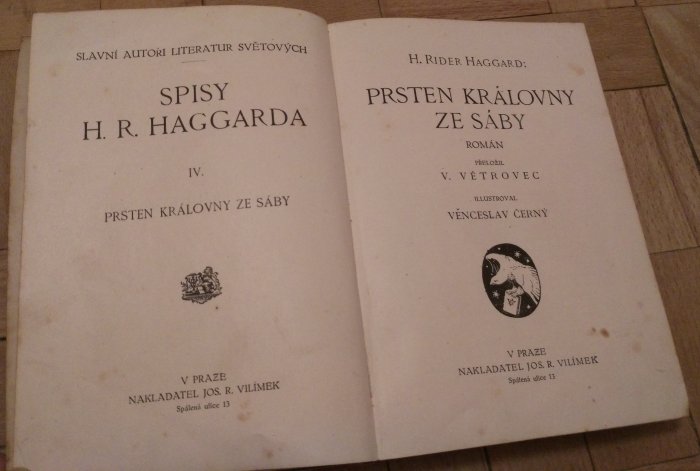 SLAVNÍ AUTOŘI LITERATUR SVĚTOVÝCH
SPISY
H. R. HAGGARDA
IV.
PRSTEN KRÁLOVNY ZE SÁBY
V PRAZE
NAKLADATEL JOS. R. VILÍMEK
Spálená ulice 13
H. RIDER HAGGARD:
PRSTEN KRÁLOVNY
ZE SÁBY
ROMÁN
PŘELOŽIL
V. VĚTROVEC
ILLUSTROVAL
VĚNCESLAV ČERNÝ
V PRAZE
NAKLADATEL JOS. R. VILÍMEK
Spálená ulice 13